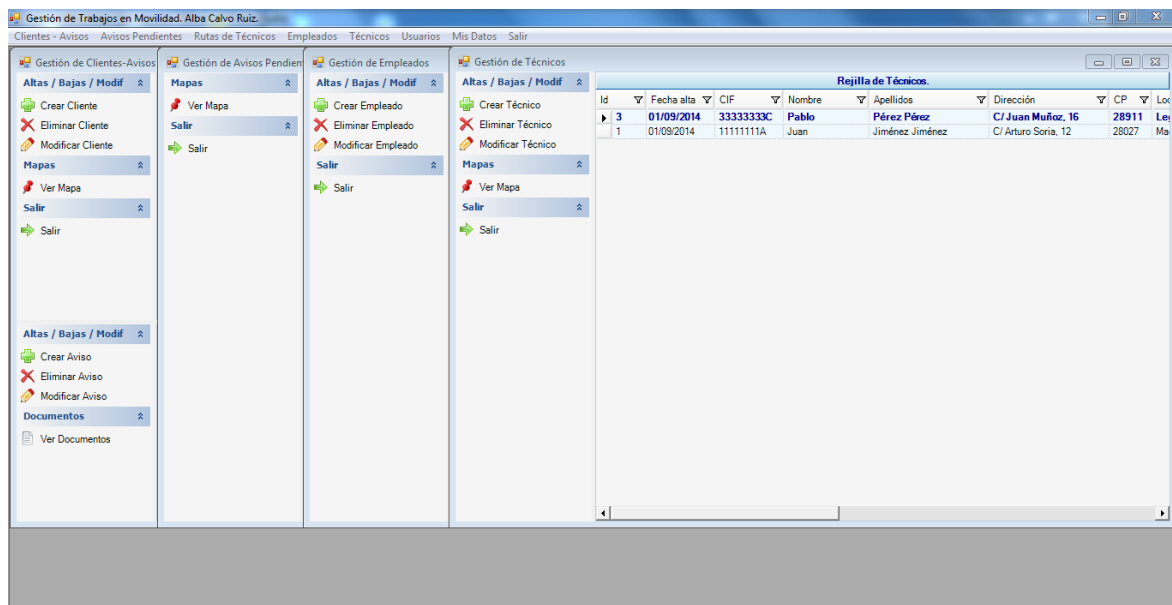 Gestión de Trabajos en Movilidad. Alba Calvo Ruiz.
Clientes - Avisos Avisos Pendientes Rutas de Técnicos Empleados Técnicos Usuarios Mis Datos Salir
Gestión de Clientes-Avisos
Altas / Bajas / Modif
Crear Cliente
Eliminar Cliente
Modificar Cliente
Mapas
Ver Mapa
Salir
Salir
Altas / Bajas / Modif
Crear Aviso
Eliminar Aviso
Modificar Aviso
Documentos
Ver Documentos
Gestión de Avisos Pendien
Mapas
Ver Mapa
Salir
Salir
Gestión de Empleados
Altas / Bajas / Modif
Crear Empleado
Eliminar Empleado
Modificar Empleado
Salir
Salir
Gestión de Técnicos
Altas / Bajas / Modif
Crear Técnico
Eliminar Técnico
Modificar Técnico
Mapas
Ver Mapa
Salir
Salir
Rejilla de Técnicos.
Id Fecha alta CIF Nombre Apellidos Dirección CP Loc
3 01/09/2014 33333333C Pablo Pérez Pérez C/ Juan Muñoz, 16 28911 Le
1 01/09/2014 11111111A Juan Jiménez Jiménez C/ Arturo Soria, 12 28027 Ma